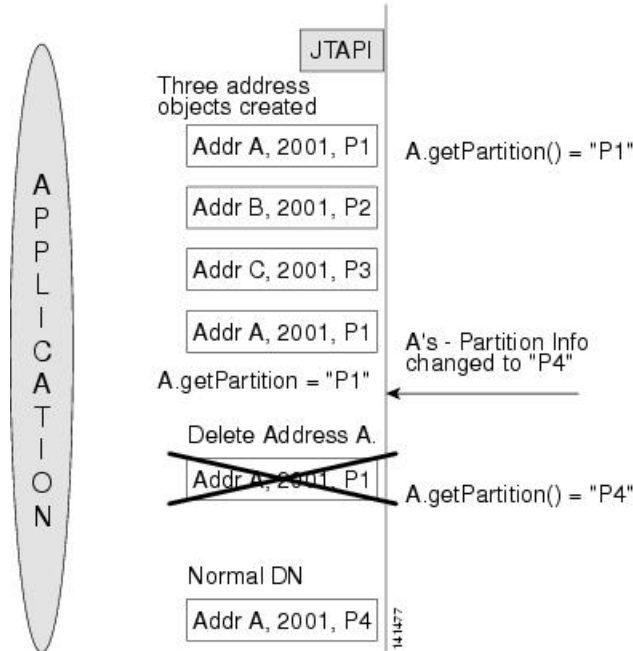 APPLICATION
JTAPI
Three address
objects created
Addr A, 2001, P1
A.getPartition() = "P1"
Addr B, 2001, P2
Addr C, 2001, P3
Addr A, 2001, P1
A's - Partition Info
changed to "P4"
A.getPartition = "P1"
Delete Address A.
Addr A, 2001, P1
A.getPartition() = "P4"
Normal DN
Addr A, 2001, P4
141477